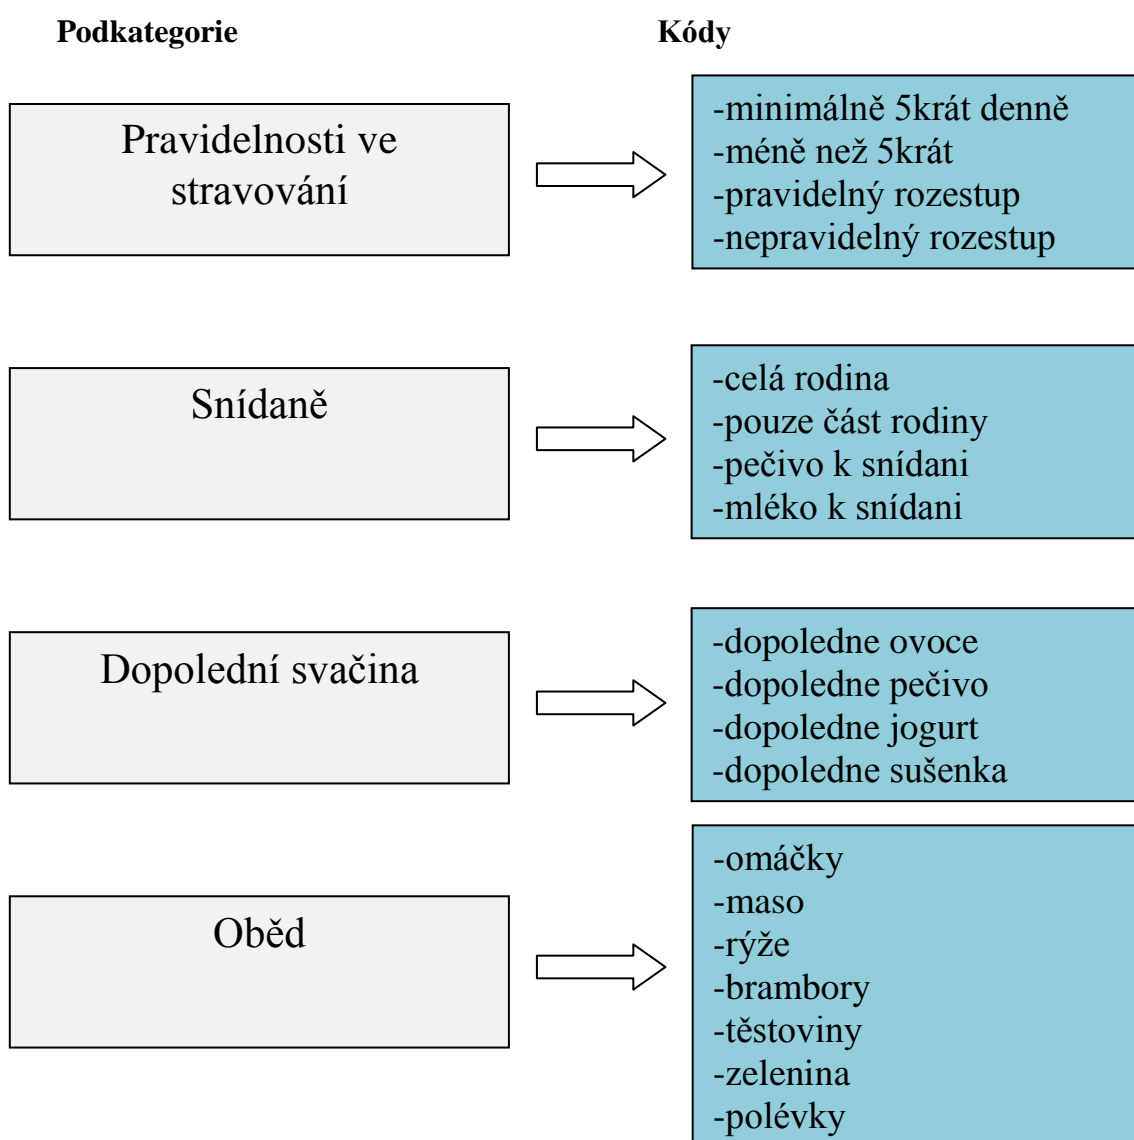 Podkategorie
Kódy
Pravidelnosti ve
stravování
-minimálně 5krát denně
-méně než 5krát
-pravidelný rozestup
-nepravidelný rozestup
Snídaně
-celá rodina
-pouze část rodiny
-pečivo k snídani
-mléko k snídani
Dopolední svačina
-dopoledne ovoce
-dopoledne pečivo
-dopoledne jogurt
-dopoledne sušenka
Oběd
-omáčky
-maso
-rýže
-brambory
-těstoviny
-zelenina
-polévky